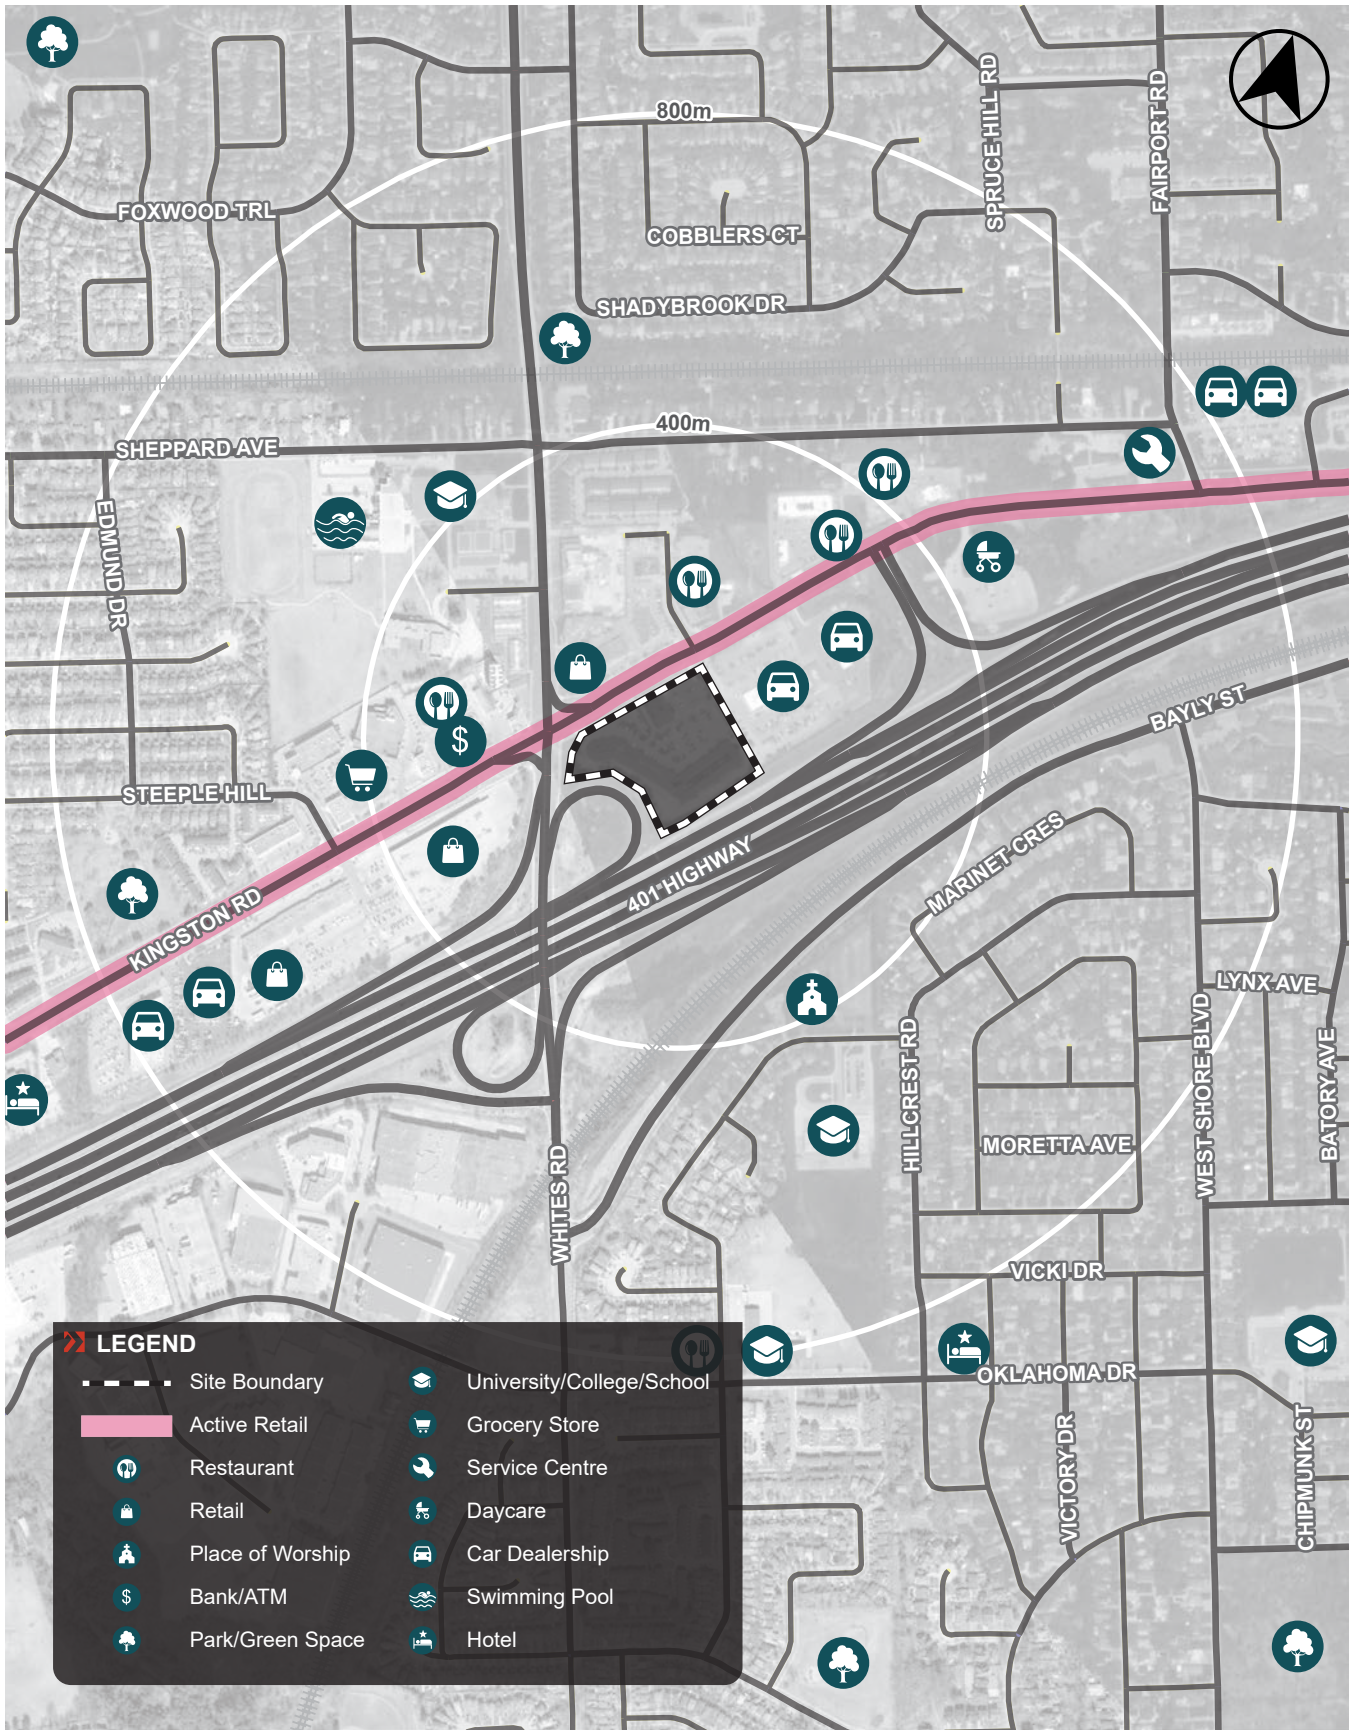 800m
SPRUCE HILL RD
FAIRPORT RD
FOXWOOD TRL
COBBLERS CT
SHADYBROOK DR
400m
SHEPPARD AVE
EDMUND DR
$
BAYLY ST
STEEPLE HILL
MARINET CRES
401 HIGHWAY
KINGSTON RD
LYNX AVE
HILLCREST RD
WEST SHORE BLVD
BATORY AVE
MORETTA AVE
WHITES RD
VICKI DR
OKLAHOMA DR
VICTORY DR
CHIPMUNK ST
LEGEND
Site Boundary
Active Retail
Restaurant
Retail
Place of Worship
$ Bank/ATM
Park/Green Space
University/College/School
Grocery Store
Service Centre
Daycare
Car Dealership
Swimming Pool
Hotel